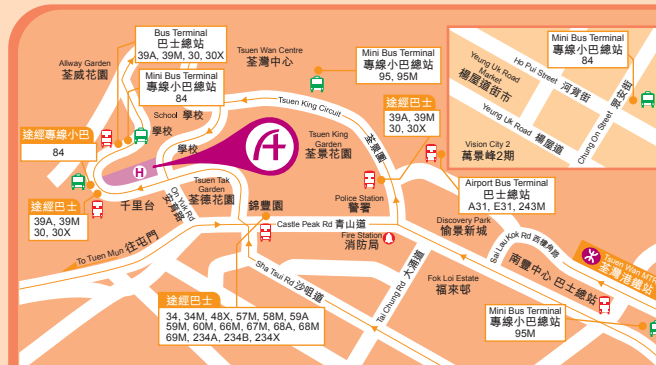 Bus Terminal
巴士總站
39A, 39M, 30, 30X
Allway Garden
荃威花園
Mini Bus Terminal
專線小巴總站
84
School 學校
學校
學校
途經專線小巴
84
途經巴士
39A, 39M
30, 30X
H
千里台
On Yuk Rd
安育路
To Tuen Mun 往屯門
Tsuen Wan Centre
荃灣中心
Mini Bus Terminal
專線小巴總站
95, 95M
Tsuen King Circuit
荃景圍
Tsuen King
Garden
荃景花園
Tsuen Tak
Garden
荃德花園
錦豐園
途經巴士
39A, 39M
30, 30X
Police Station
警署
Castle Peak Rd 青山道
Fire Station
消防局
Airport Bus Terminal
巴士總站
A31, E31, 243M
Discovery Park
愉景新城
Sai Lau Kok Rd 西樓角路
Tsuen Wan MTR
荃灣港鐵站
南豐中心 巴士總站
Tai Chung Rd 大涌道
Fok Loi Estate
福來邨
Sha Tsui Rd 沙咀道
途經巴士
34, 34M, 48X, 57M, 58M, 59A
59M, 60M, 66M, 67M, 68A, 68M
69M, 234A, 234B, 234X
Mini Bus Terminal
專線小巴總站
95M
Yeung Uk Road
Market
楊屋道街市
Ho Pui Street 河背街
Mini Bus Terminal
專線小巴總站
84
Yeung Uk Road 楊屋道
Chung On Street 眾安街
Vision City 2
萬景峰2期